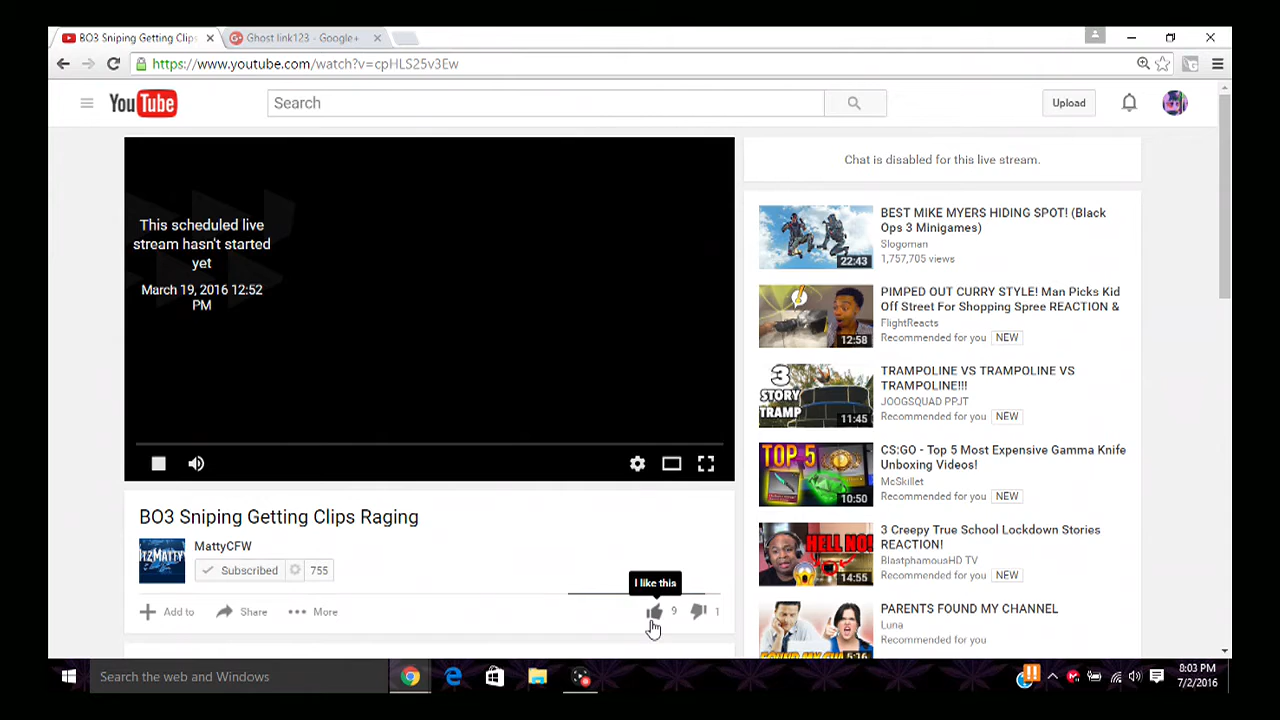 BO3 Sniping Getting Clips
Ghost link123 - Google+
https://www.youtube.com/watch?v=cpHLS25v3Ew
YouTube
Search
Upload
This scheduled live
stream hasn't started
yet
March 19, 2016 12:52
PM
BO3 Sniping Getting Clips Raging
ITZMATTY
MattyCFW
Subscribed
755
I like this
Add to
Share
More
9
1
Chat is disabled for this live stream.
22:43
BEST MIKE MYERS HIDING SPOT! (Black
Ops 3 Minigames)
Slogoman
1,757,705 views
12:58
PIMPED OUT CURRY STYLE! Man Picks Kid
Off Street For Shopping Spree REACTION &
FlightReacts
Recommended for you NEW
3
STORY
TRAMP
11:45
TRAMPOLINE VS TRAMPOLINE VS
TRAMPOLINE!!!
JOOGSQUAD PPJT
Recommended for you NEW
TOP 5
10:50
CS:GO - Top 5 Most Expensive Gamma Knife
Unboxing Videos!
McSkillet
Recommended for you NEW
HELL NO!
14:55
3 Creepy True School Lockdown Stories
REACTION!
BlastphamousHD TV
Recommended for you NEW
5:16
PARENTS FOUND MY CHANNEL
Luna
Recommended for you
Search the web and Windows
8:03 PM
7/2/2016